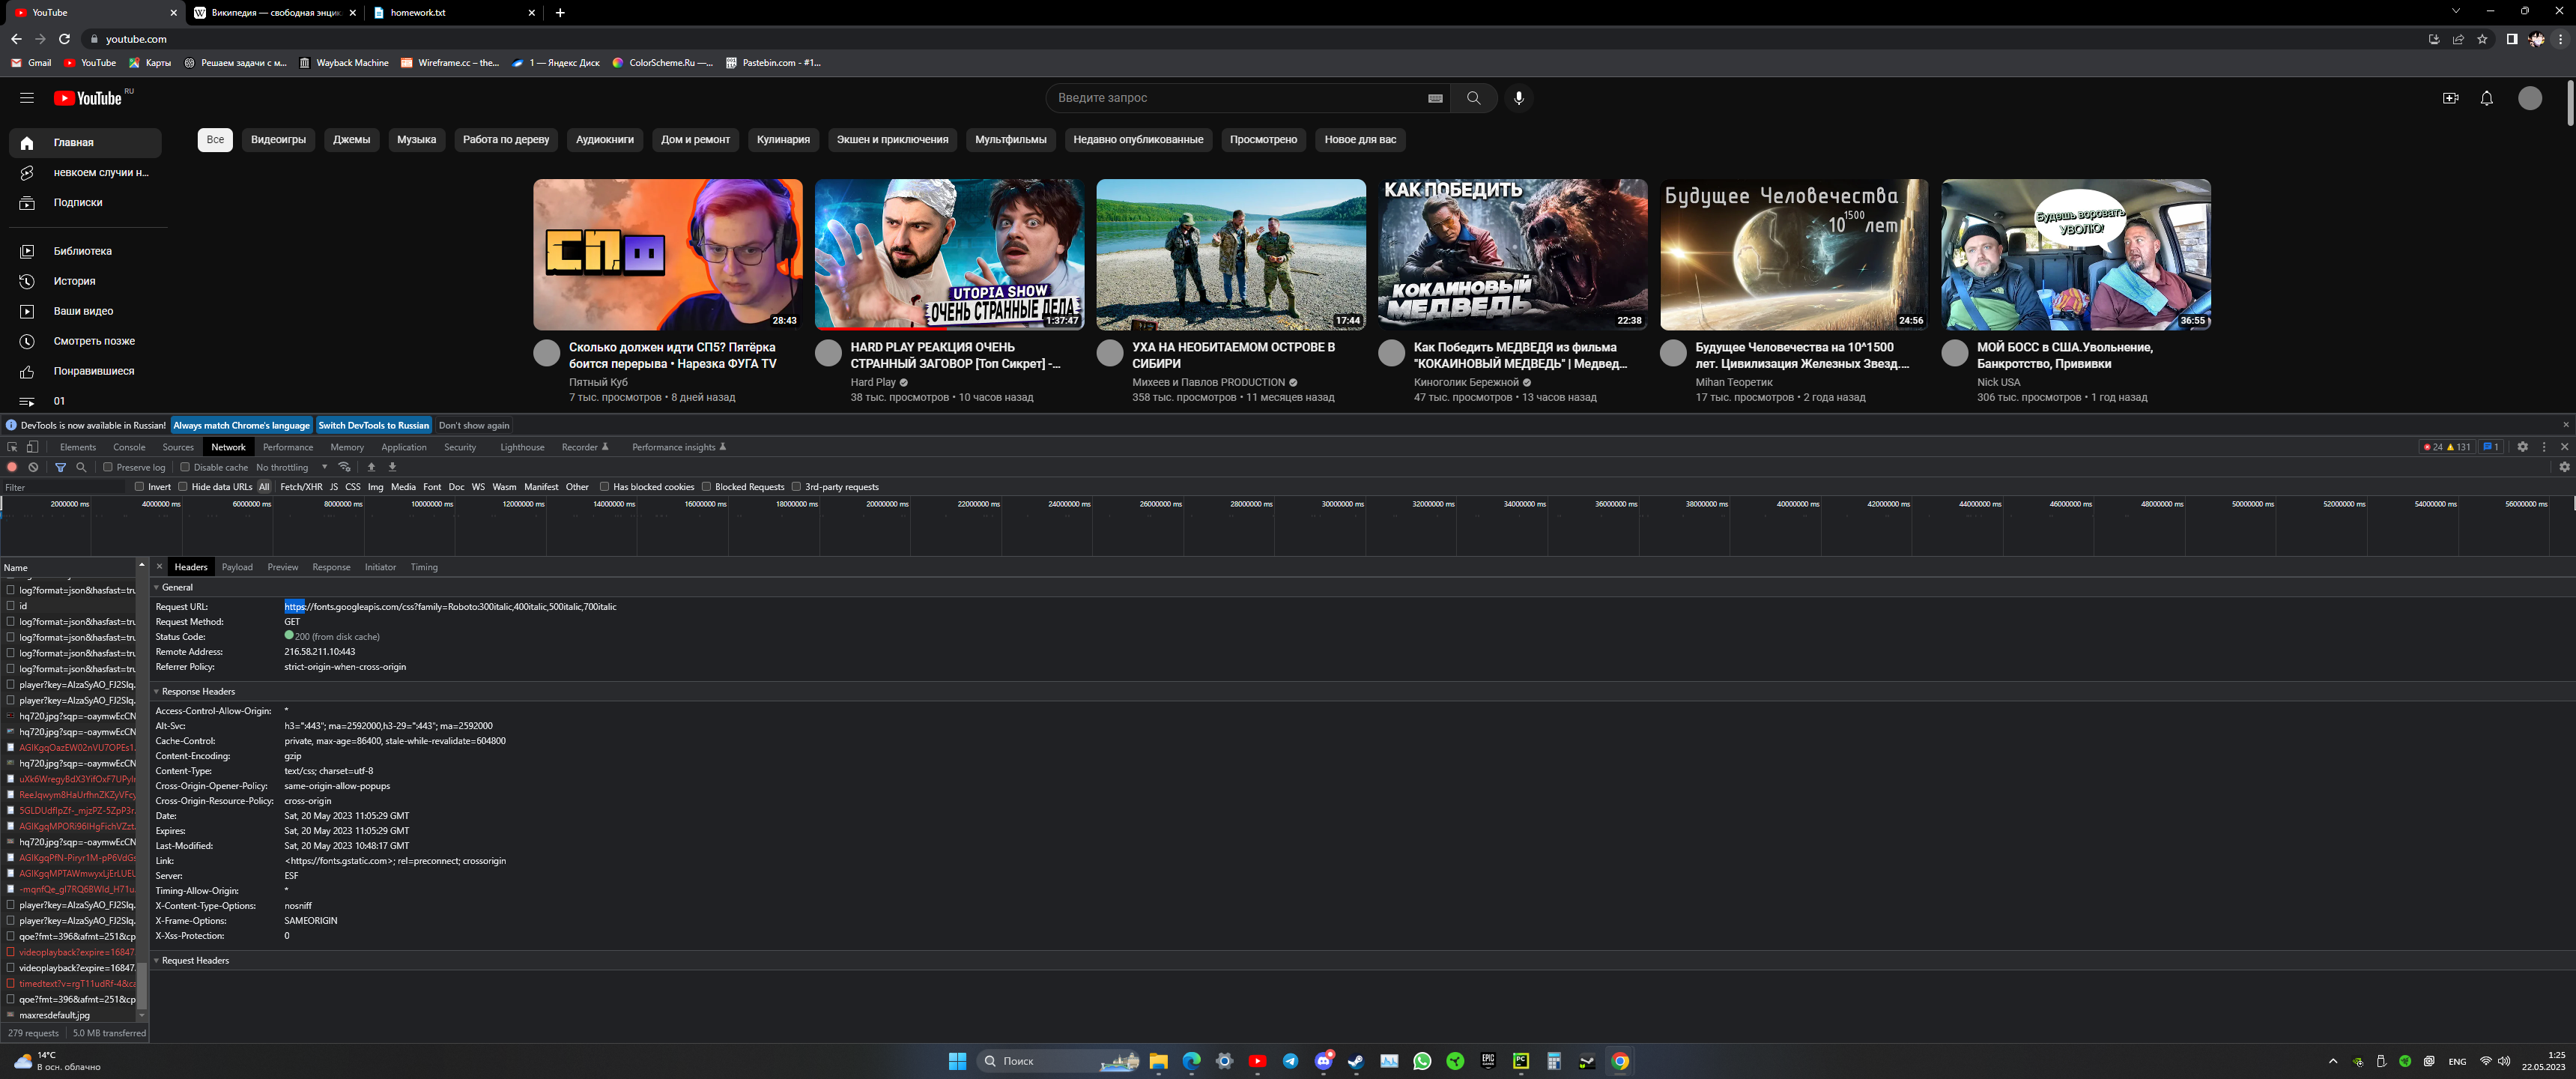 YouTube
Википедия — свободная энцик
homework.txt
youtube.com
Gmail
YouTube
Карты
Решаем задачи с м...
Wayback Machine
Wireframe.cc – the...
1 — Яндекс Диск
ColorScheme.Ru —...
Pastebin.com - #1...
YouTube RU
Введите запрос
Главная
невкоем случии н...
Подписки
Библиотека
История
Ваши видео
Смотреть позже
Понравившиеся
01
Все
Видеоигры
Джемы
Музыка
Работа по дереву
Аудиокниги
Дом и ремонт
Кулинария
Экшен и приключения
Мультфильмы
Недавно опубликованные
Просмотрено
Новое для вас
СП
28:43
Сколько должен идти СП5? Пятёрка
боится перерыва • Нарезка ФУГА TV
Пятный Куб
7 тыс. просмотров • 8 дней назад
UTOPIA SHOW
ОЧЕНЬ СТРАННЫЕ ДЕЛА
1:37:47
HARD PLAY РЕАКЦИЯ ОЧЕНЬ
СТРАННЫЙ ЗАГОВОР [Топ Сикрет] -...
Hard Play
38 тыс. просмотров • 10 часов назад
17:44
УХА НА НЕОБИТАЕМОМ ОСТРОВЕ В
СИБИРИ
Михеев и Павлов PRODUCTION
358 тыс. просмотров • 11 месяцев назад
КАК ПОБЕДИТЬ
КОКАИНОВЫЙ
МЕДВЕДЬ
22:38
Как Победить МЕДВЕДЯ из фильма
"КОКАИНОВЫЙ МЕДВЕДЬ" | Медвед...
Киноголик Бережной
47 тыс. просмотров • 13 часов назад
Будущее Человечества
10^1500 лет
24:56
Будущее Человечества на 10^1500
лет. Цивилизация Железных Звезд....
Mihan Теоретик
17 тыс. просмотров • 2 года назад
Будешь воровать
УВОЛЮ!
36:55
МОЙ БОСС в США.Увольнение,
Банкротство, Прививки
Nick USA
306 тыс. просмотров • 1 год назад
DevTools is now available in Russian!
Always match Chrome's language
Switch DevTools to Russian
Don't show again
Elements
Console
Sources
Network
Performance
Memory
Application
Security
Lighthouse
Recorder
Performance insights
24
131
1
Preserve log
Disable cache
No throttling
Filter
Invert
Hide data URLs
All
Fetch/XHR
JS
CSS
Img
Media
Font
Doc
WS
Wasm
Manifest
Other
Has blocked cookies
Blocked Requests
3rd-party requests
2000000 ms
4000000 ms
6000000 ms
8000000 ms
10000000 ms
12000000 ms
14000000 ms
16000000 ms
18000000 ms
20000000 ms
22000000 ms
24000000 ms
26000000 ms
28000000 ms
30000000 ms
32000000 ms
34000000 ms
36000000 ms
38000000 ms
40000000 ms
42000000 ms
44000000 ms
46000000 ms
48000000 ms
50000000 ms
52000000 ms
54000000 ms
56000000 ms
Name
log?format=json&hasfast=tru
id
log?format=json&hasfast=tru
log?format=json&hasfast=tru
log?format=json&hasfast=tru
log?format=json&hasfast=tru
player?key=AIzaSyAO_FJ2Slq.
player?key=AIzaSyAO_FJ2Slq.
hq720.jpg?sqp=-oaymwEcCN
hq720.jpg?sqp=-oaymwEcCN
AGIKgqOazEW02nVU7OPEs1.
hq720.jpg?sqp=-oaymwEcCN
hq720.jpg?sqp=-oaymwEcCN
player?key=AIzaSyAO_FJ2Slq.
player?key=AIzaSyAO_FJ2Slq.
qoe?fmt=396&afmt=251&cp
videoplayback?expire=16847.
videoplayback?expire=16847.
timedtext?v=rgT11udRf-4&ca
qoe?fmt=396&afmt=251&cp
maxresdefault.jpg
279 requests
5.0 MB transferred
Headers
Payload
Preview
Response
Initiator
Timing
General
Request URL: https://fonts.googleapis.com/css?family=Roboto:300italic,400italic,500italic,700italic
Request Method: GET
Status Code: 200 (from disk cache)
Remote Address: 216.58.211.10:443
Referrer Policy: strict-origin-when-cross-origin
Response Headers
Access-Control-Allow-Origin: *
Alt-Svc: h3=":443"; ma=2592000,h3-29=":443"; ma=2592000
Cache-Control: private, max-age=86400, stale-while-revalidate=604800
Content-Encoding: gzip
Content-Type: text/css; charset=utf-8
Cross-Origin-Opener-Policy: same-origin-allow-popups
Cross-Origin-Resource-Policy: cross-origin
Date: Sat, 20 May 2023 11:05:29 GMT
Expires: Sat, 20 May 2023 11:05:29 GMT
Last-Modified: Sat, 20 May 2023 10:48:17 GMT
Link: <https://fonts.gstatic.com>; rel=preconnect; crossorigin
Server: ESF
Timing-Allow-Origin: *
X-Content-Type-Options: nosniff
X-Frame-Options: SAMEORIGIN
X-Xss-Protection: 0
Request Headers
14°C
В осн. облачно
Поиск
EPIC
PC
ENG
1:25
22.05.2023